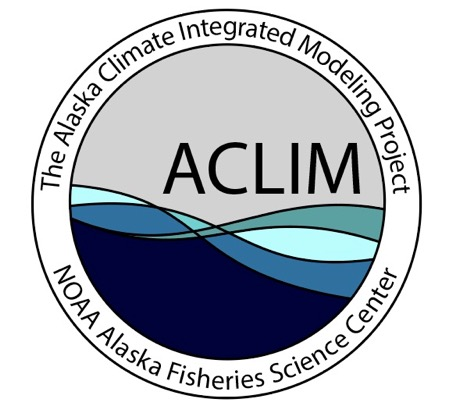 The Alaska Climate Integrated Modeling Project
ACLIM
NOAA Alaska Fisheries Science Center